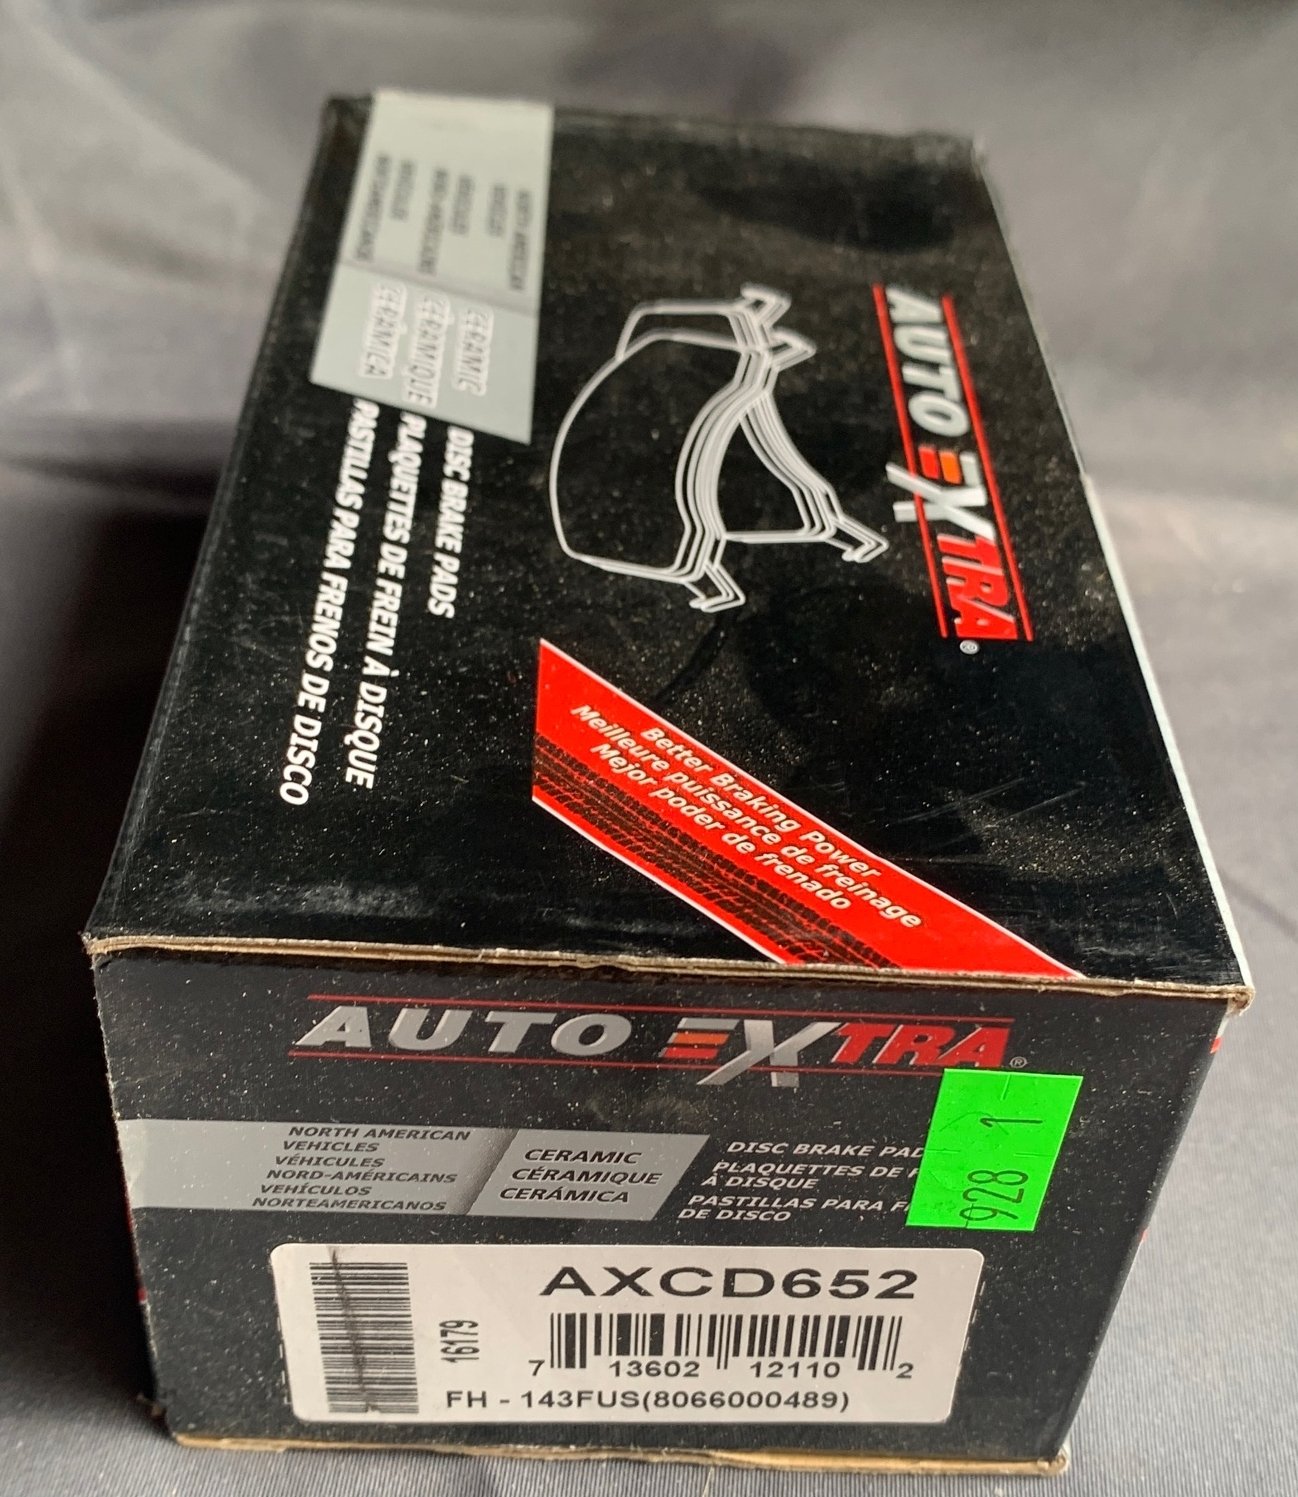 AUTO EXTRA®
NORTH AMERICAN
VEHICLES
VÉHICULES
NORD-AMÉRICAINS
VEHÍCULOS
NORTEAMERICANOS
CERAMIC
CÉRAMIQUE
CERÁMICA
DISC BRAKE PADS
PLAQUETTES DE FREIN À DISQUE
PASTILLAS PARA FRENOS DE DISCO
Better Braking Power
Meilleure puissance de freinage
Mejor poder de frenado
AUTO EXTRA®
NORTH AMERICAN
VEHICLES
VÉHICULES
NORD-AMÉRICAINS
VEHÍCULOS
NORTEAMERICANOS
CERAMIC
CÉRAMIQUE
CERÁMICA
DISC BRAKE PAD
PLAQUETTES DE F
À DISQUE
PASTILLAS PARA F
DE DISCO
928 1
AXCD652
16179
7 13602 12110 2
FH - 143FUS(8066000489)